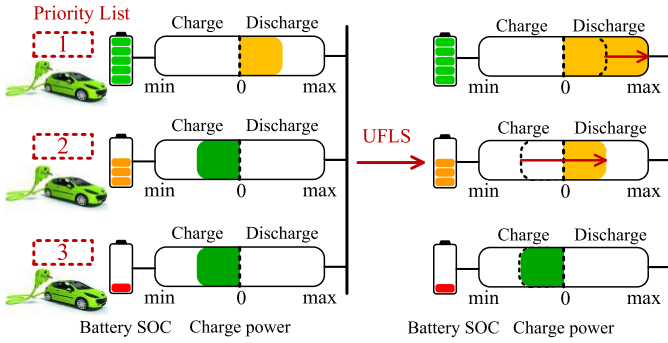 Priority List
Charge Discharge
Charge Discharge
1
min 0 max
min 0 max
Charge Discharge
UFLS
Charge Discharge
2
min 0 max
min 0 max
Charge Discharge
Charge Discharge
3
min 0 max
min 0 max
Battery SOC Charge power
Battery SOC Charge power